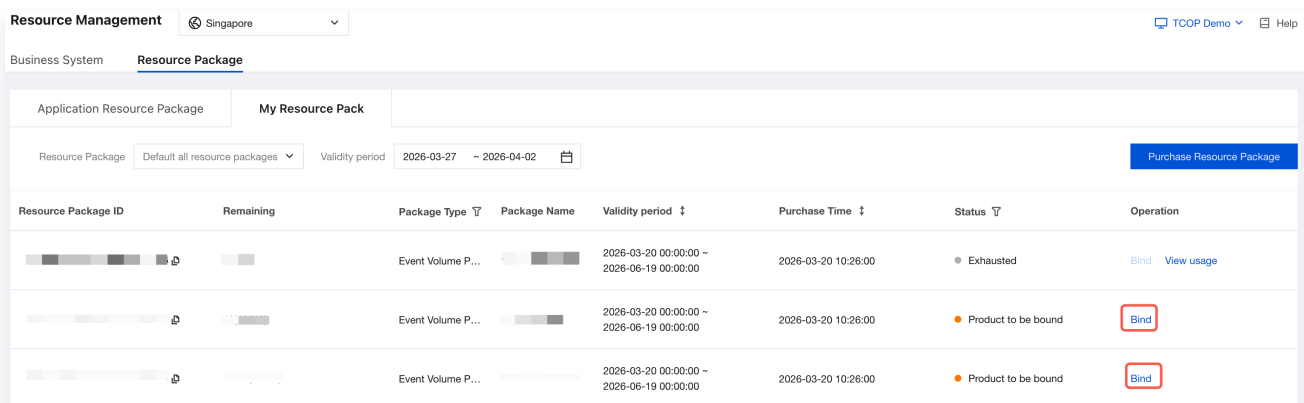 Resource Management Singapore TCOP Demo Help
Business System Resource Package
Application Resource Package My Resource Pack
Resource Package Default all resource packages Validity period 2026-03-27 ~ 2026-04-02 Purchase Resource Package
Resource Package ID Remaining Package Type Package Name Validity period Purchase Time Status Operation
Event Volume P... 2026-03-20 00:00:00 ~ 2026-03-20 10:26:00 Exhausted Bind View usage
2026-06-19 00:00:00
Event Volume P... 2026-03-20 00:00:00 ~ 2026-03-20 10:26:00 Product to be bound Bind
2026-06-19 00:00:00
Event Volume P... 2026-03-20 00:00:00 ~ 2026-03-20 10:26:00 Product to be bound Bind
2026-06-19 00:00:00